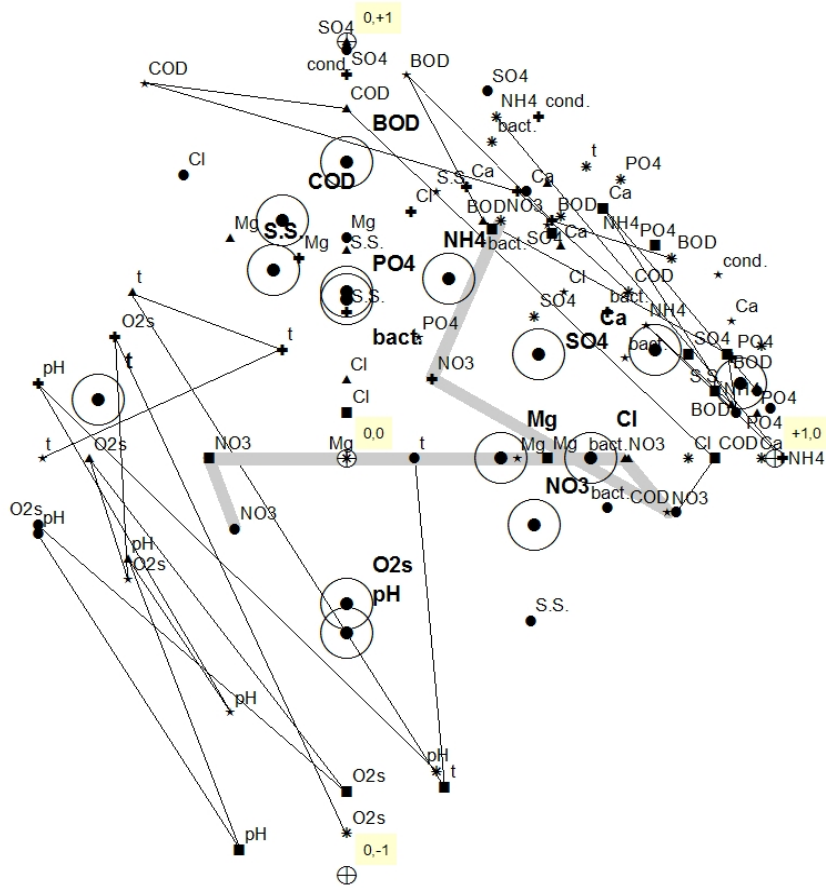 0,+1
SO4
SO4
cond.
BOD
COD
SO4
COD
NH4
cond.
BOD
bact.
Cl
t
PO4
S.S.
Ca
Ca
Ca
COD
Cl
BOD
NO3
BOD
NH4
PO4
Mg
Mg
S.S.
Mg
S.S.
NH4
bact.
SO4
Ca
BOD
cond.
t
PO4
Cl
COD
O2s
S.S.
SO4
bact.
NH4
Ca
Ca
t
bact.
PO4
SO4
bact.
SO4
PO4
t
pH
Cl
NO3
BOD
S.S.
NH4
PO4
Cl
BOD
PO4
0,0
Mg
Cl
+1,0
t
O2s
NO3
Mg
t
Mg
Mg
bact.
NO3
Cl
COD
Ca
NH4
NO3
bact.
COD
NO3
O2s
pH
NO3
pH
O2s
O2s
pH
S.S.
pH
pH
t
O2s
O2s
pH
0,-1